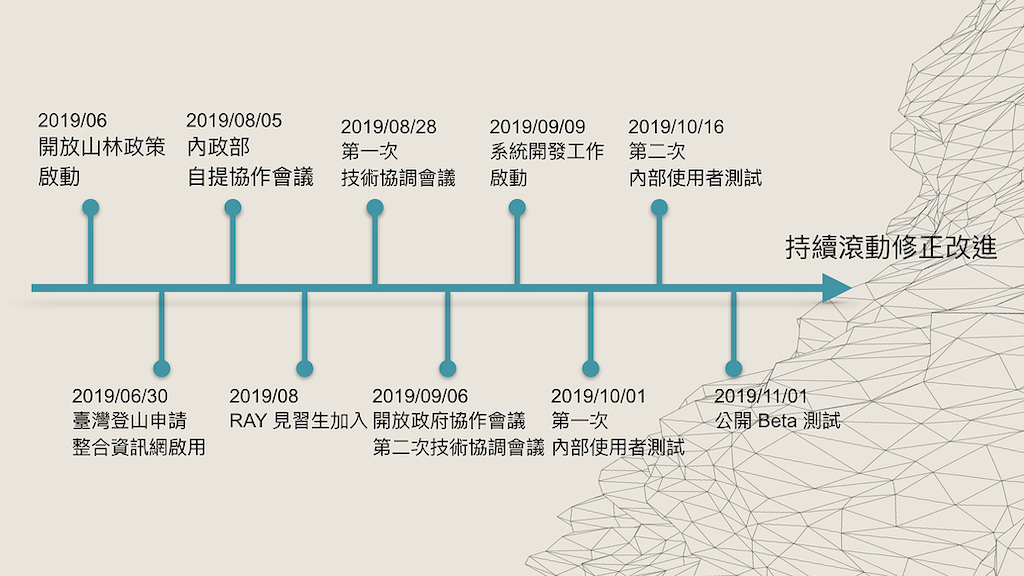 2019/06
開放山林政策
啟動
2019/08/05
內政部
自提協作會議
2019/08/28
第一次
技術協調會議
2019/09/09
系統開發工作
啟動
2019/10/16
第二次
內部使用者測試
持續滾動修正改進
2019/06/30
臺灣登山申請
整合資訊網啟用
2019/08
RAY 見習生加入
2019/09/06
開放政府協作會議
第二次技術協調會議
2019/10/01
第一次
內部使用者測試
2019/11/01
公開 Beta 測試